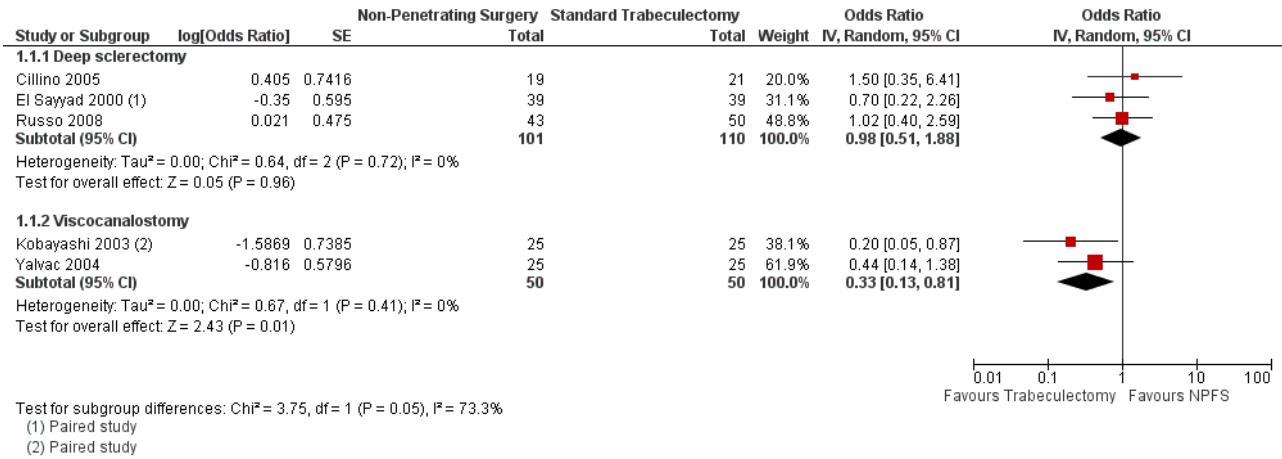 Non-Penetrating Surgery Standard Trabeculectomy Odds Ratio Odds Ratio
Study or Subgroup log[Odds Ratio] SE Total Total Weight IV, Random, 95% CI IV, Random, 95% CI
1.1.1 Deep sclerectomy
Cillino 2005 0.405 0.7416 19 21 20.0% 1.50 [0.35, 6.41]
El Sayyad 2000 (1) -0.35 0.595 39 39 31.1% 0.70 [0.22, 2.26]
Russo 2008 0.021 0.475 43 50 48.8% 1.02 [0.40, 2.59]
Subtotal (95% CI) 101 110 100.0% 0.98 [0.51, 1.88]
Heterogeneity: Tau² = 0.00; Chi² = 0.64, df = 2 (P = 0.72); I² = 0%
Test for overall effect: Z = 0.05 (P = 0.96)
1.1.2 Viscocanalostomy
Kobayashi 2003 (2) -1.5869 0.7385 25 25 38.1% 0.20 [0.05, 0.87]
Yalvac 2004 -0.816 0.5796 25 25 61.9% 0.44 [0.14, 1.38]
Subtotal (95% CI) 50 50 100.0% 0.33 [0.13, 0.81]
Heterogeneity: Tau² = 0.00; Chi² = 0.67, df = 1 (P = 0.41); I² = 0%
Test for overall effect: Z = 2.43 (P = 0.01)
0.01 0.1 1 10 100
Favours Trabeculectomy Favours NPFS
Test for subgroup differences: Chi² = 3.75, df = 1 (P = 0.05), I² = 73.3%
(1) Paired study
(2) Paired study